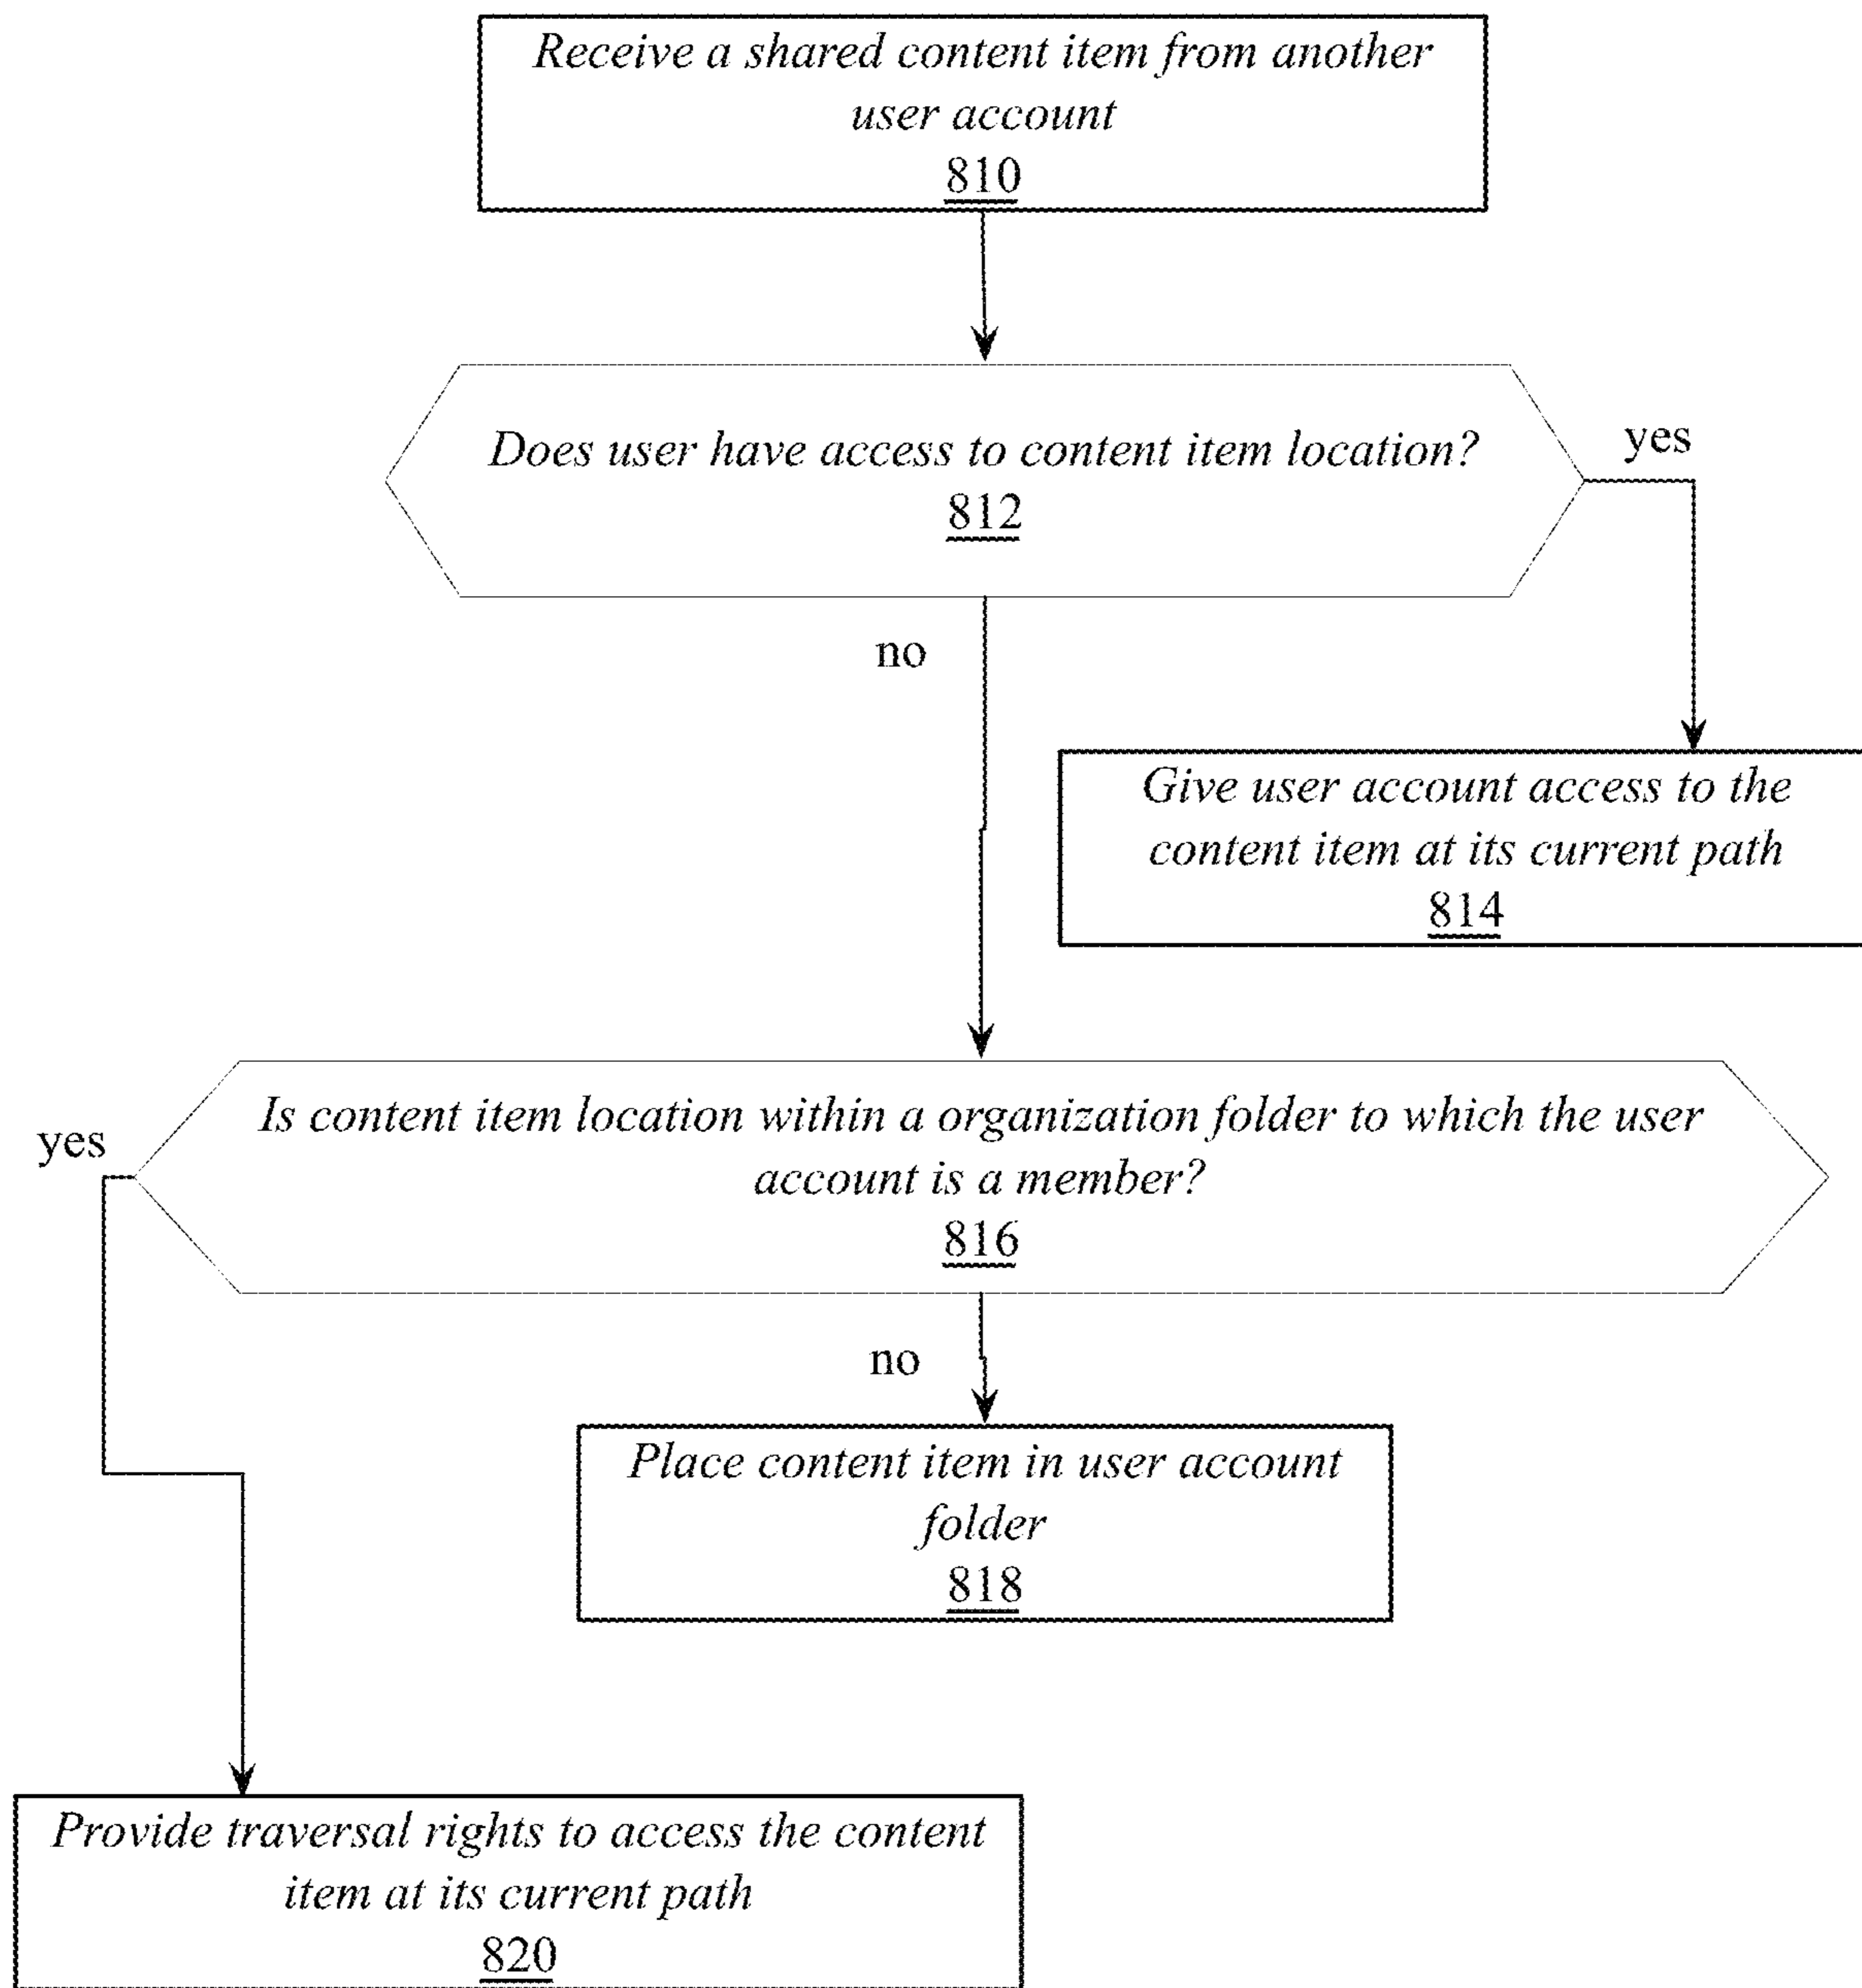 Receive a shared content item from another
user account
810
Does user have access to content item location?
812
yes
no
Give user account access to the
content item at its current path
814
yes
Is content item location within a organization folder to which the user
account is a member?
816
no
Place content item in user account
folder
818
Provide traversal rights to access the content
item at its current path
820